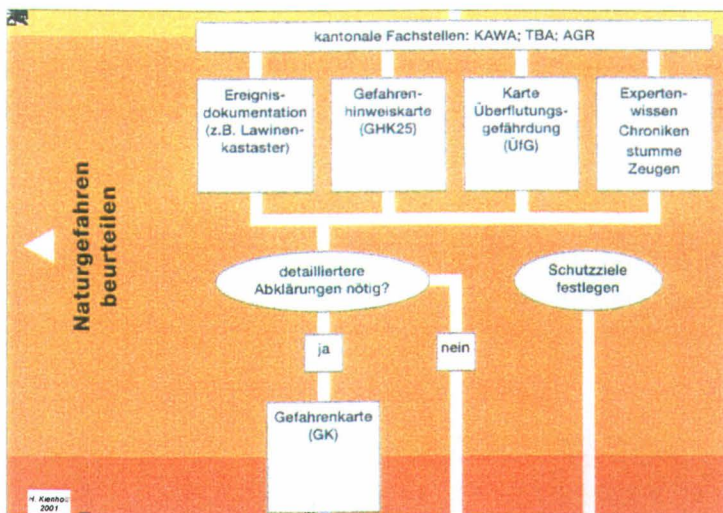 kantonale Fachstellen: KAWA; TBA; AGR
Ereignis-
dokumentation
(z.B. Lawinen-
kastaster)
Gefahren-
hinweiskarte
(GHK25)
Karte
Überflutungs-
gefährdung
(ÜfG)
Experten-
wissen
Chroniken
stumme
Zeugen
Naturgefahren
beurteilen
detailliertere
Abklärungen nötig?
Schutzziele
festlegen
ja
nein
Gefahrenkarte
(GK)
H. Kienholz
2001